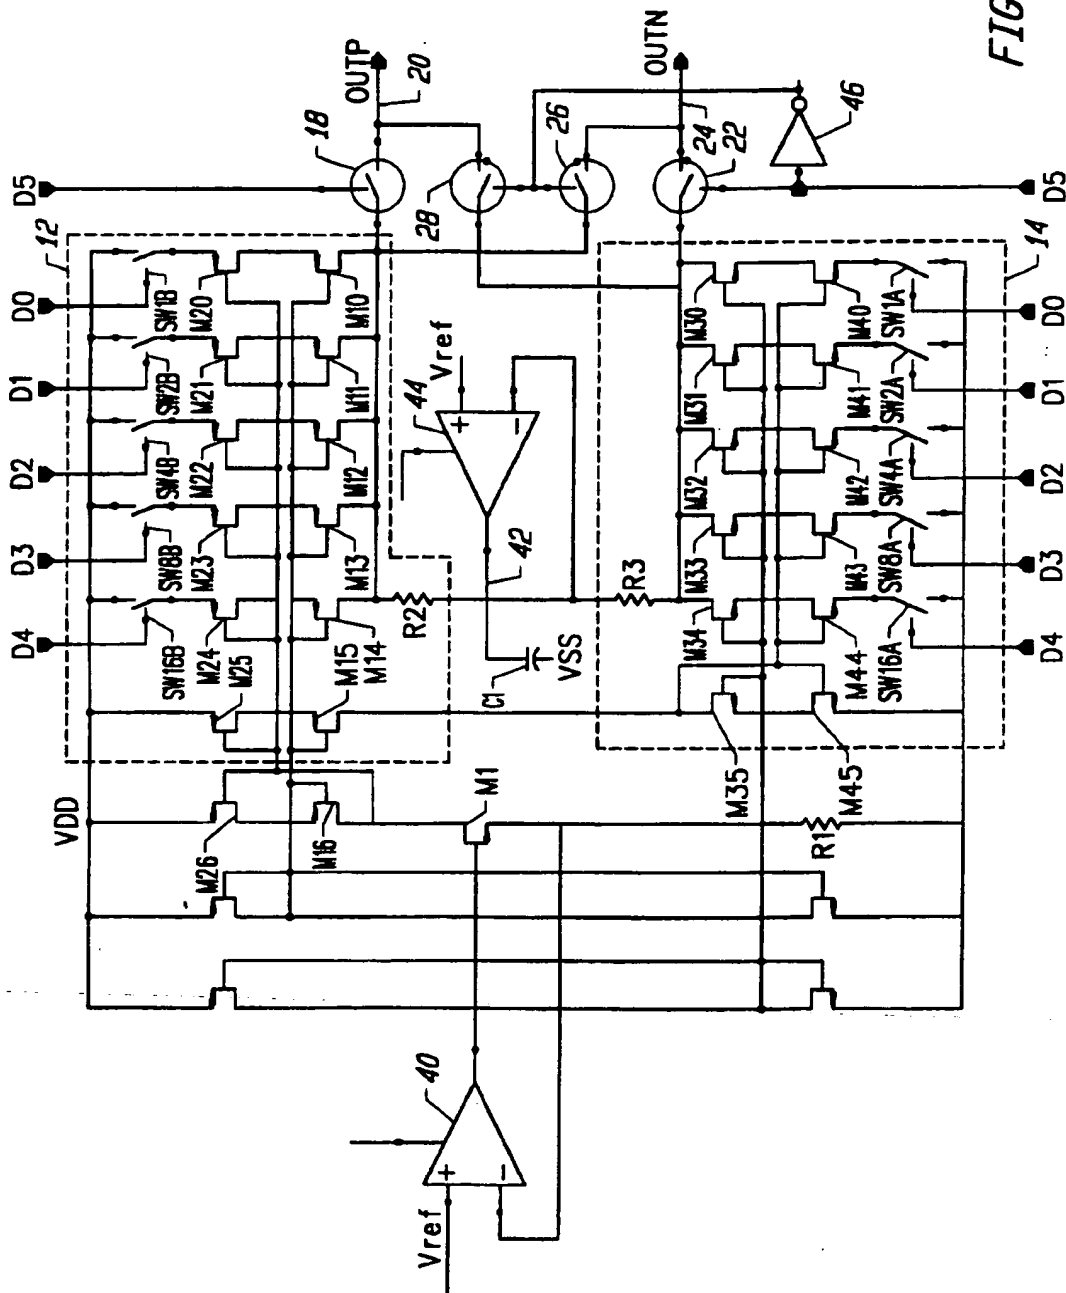 FIG
D5
OUTP
20
18
12
D0
D1
D2
D3
D4
SW1B
SW2B
SW4B
SW8B
SW16B
M20
M21
M22
M23
M24
M25
M10
M11
M12
M13
M14
M15
28
26
OUTN
24
22
46
D5
14
Vref
44
+
−
42
R2
R3
C1
VSS
M30
M31
M32
M33
M34
M40
M41
M42
M43
M44
SW1A
SW2A
SW4A
SW8A
SW16A
D0
D1
D2
D3
D4
M35
M45
VDD
M26
M16
M1
R1
40
+
−
Vref